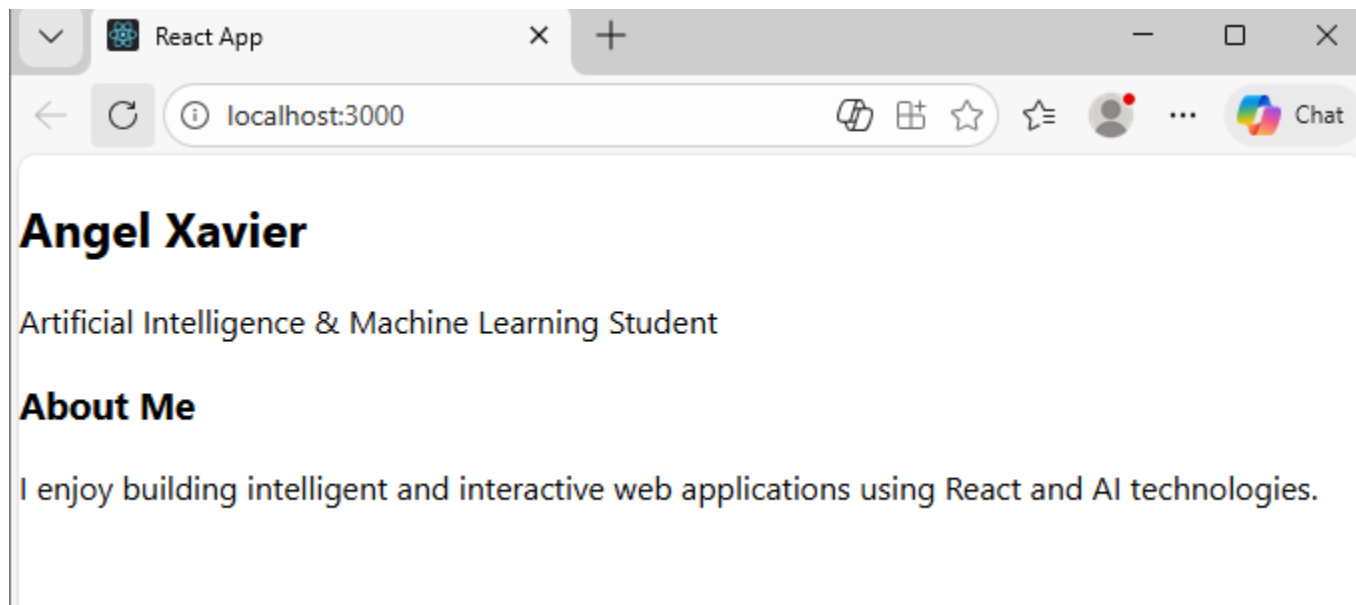 React App
localhost:3000
Chat
Angel Xavier
Artificial Intelligence & Machine Learning Student
About Me
I enjoy building intelligent and interactive web applications using React and AI technologies.